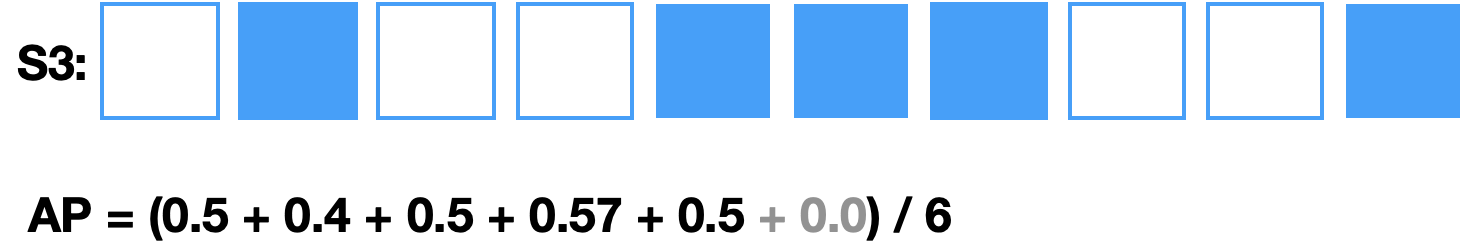 S3:
AP = (0.5 + 0.4 + 0.5 + 0.57 + 0.5 + 0.0) / 6